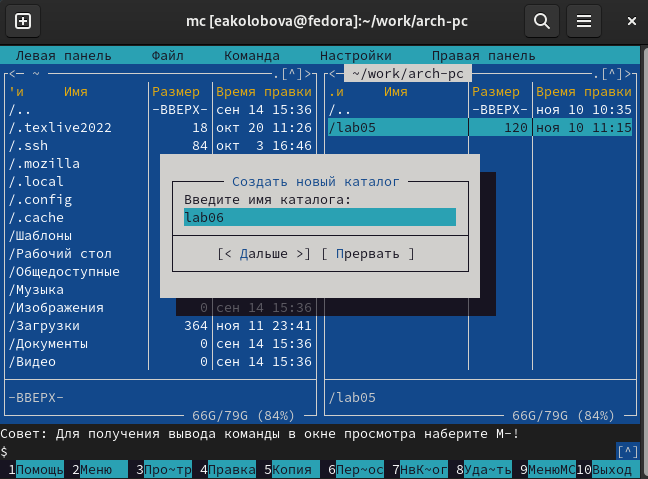 mc [eakolobova@fedora]:~/work/arch-pc
Левая панель Файл Команда Настройки Правая панель
<— ~ .[^]> <— ~/work/arch-pc .[^]>
'и Имя Размер Время правки .и Имя Размер Время правки
/.. -ВВЕРХ- сен 14 15:36 /.. -ВВЕРХ- ноя 10 10:35
/.texlive2022 18 окт 20 11:26 /lab05 120 ноя 10 11:15
/.ssh 84 окт 3 16:46
/.mozilla
/.local Создать новый каталог
/.config Введите имя каталога:
/.cache lab06
/Шаблоны
/Рабочий стол [< Дальше >] [ Прервать ]
/Общедоступные
/Музыка
/Изображения 0 сен 14 15:36
/Загрузки 364 ноя 11 23:41
/Документы 0 сен 14 15:36
/Видео 0 сен 14 15:36
-ВВЕРХ- /lab05
66G/79G (84%) 66G/79G (84%)
Совет: Для получения вывода команды в окне просмотра наберите M-!
$ [^]
1Помощь 2Меню 3Про~тр 4Правка 5Копия 6Пер~ос 7НвК~ог 8Уда~ть 9МенюMC 10Выход